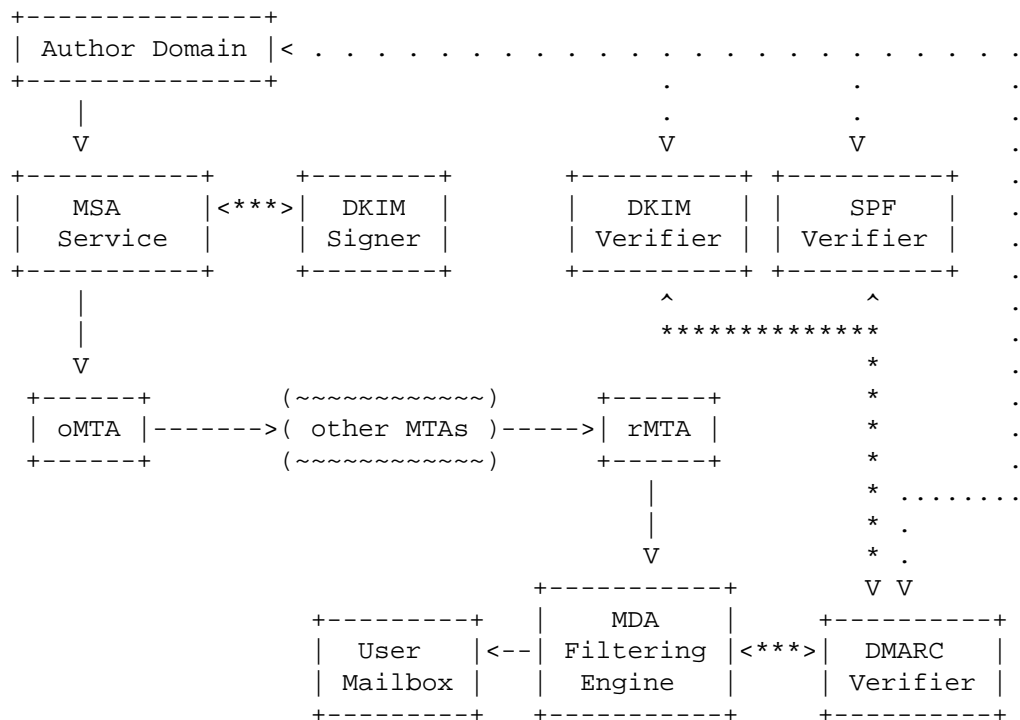 Author Domain
MSA
Service
DKIM
Signer
DKIM
Verifier
SPF
Verifier
oMTA
other MTAs
rMTA
User
Mailbox
MDA
Filtering
Engine
DMARC
Verifier